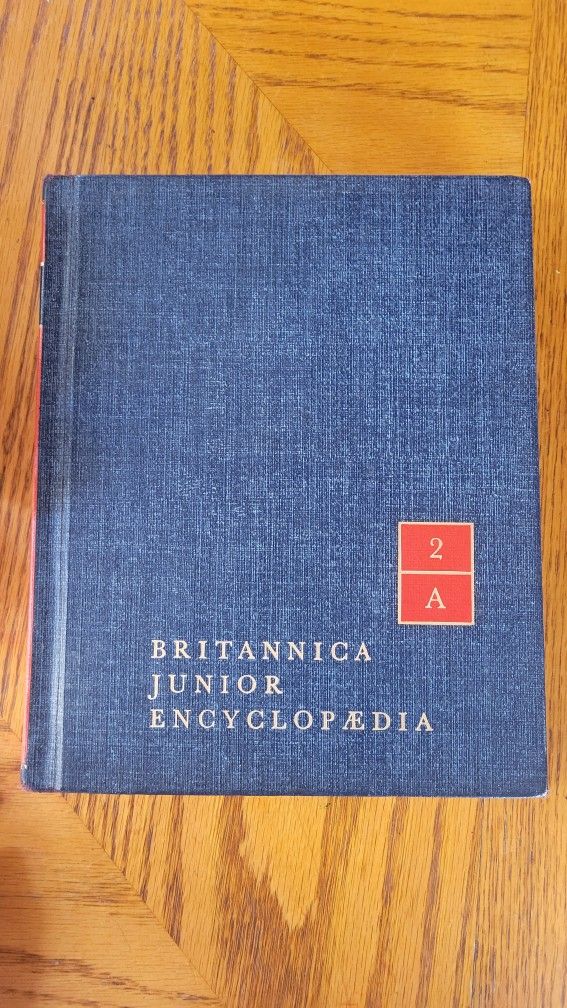 2
A
BRITANNICA
JUNIOR
ENCYCLOPÆDIA